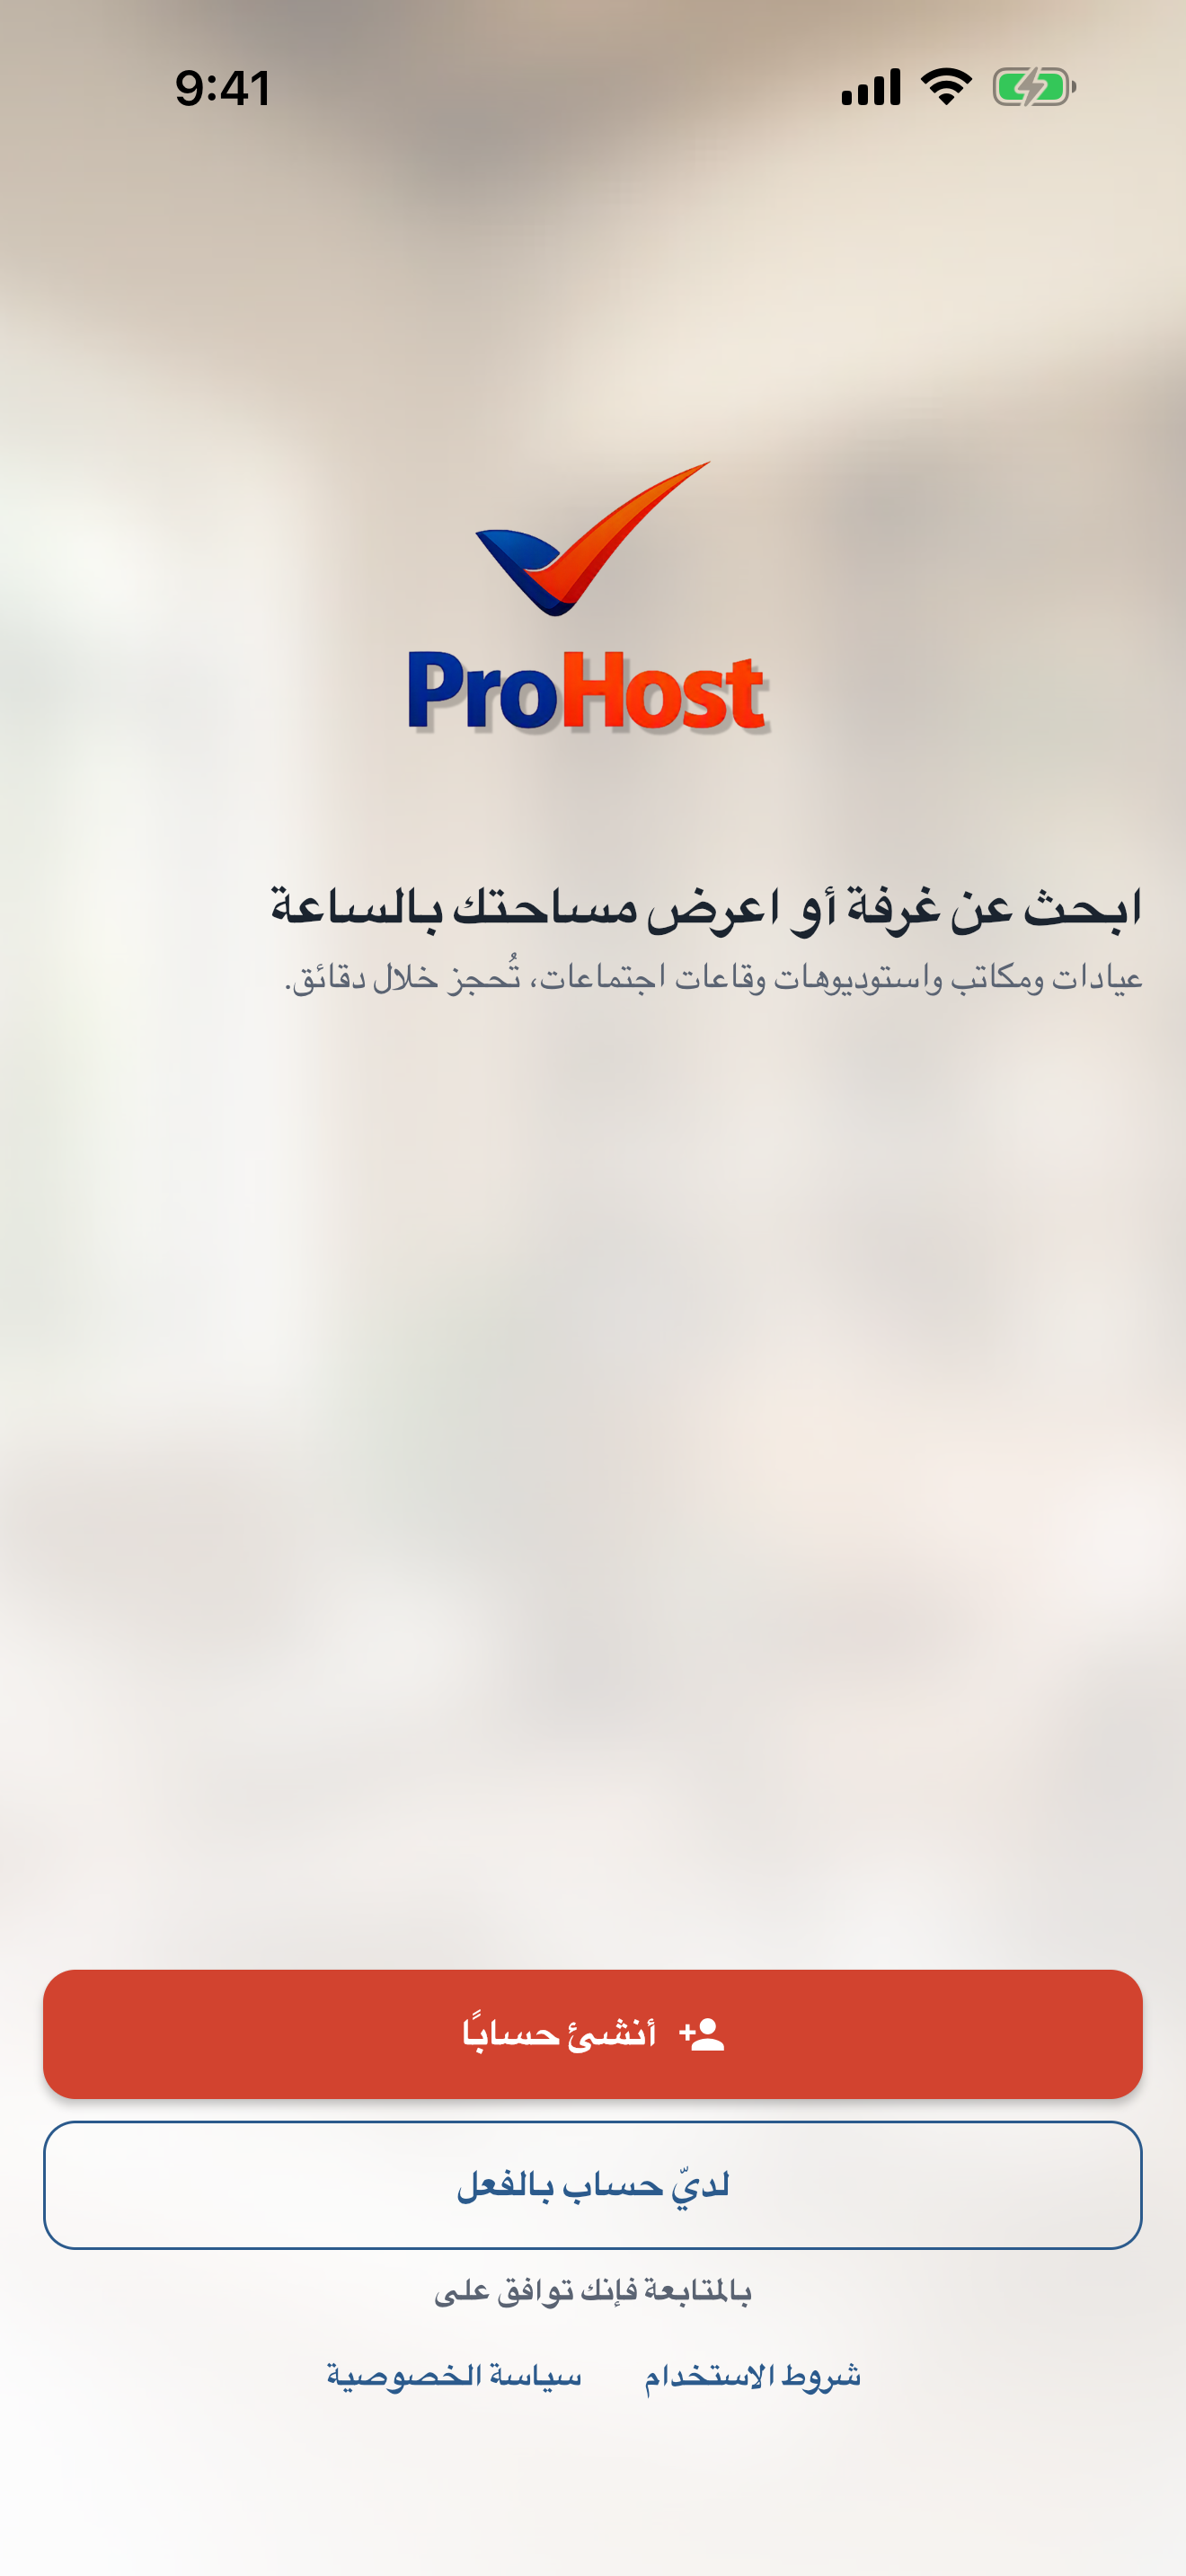 9:41
ProHost
ابحث عن غرفة أو اعرض مساحتك بالساعة
عيادات ومكاتب واستوديوهات وقاعات اجتماعات، تُحجز خلال دقائق.
أنشئ حسابًا
لديّ حساب بالفعل
بالمتابعة فإنك توافق على
شروط الاستخدام سياسة الخصوصية